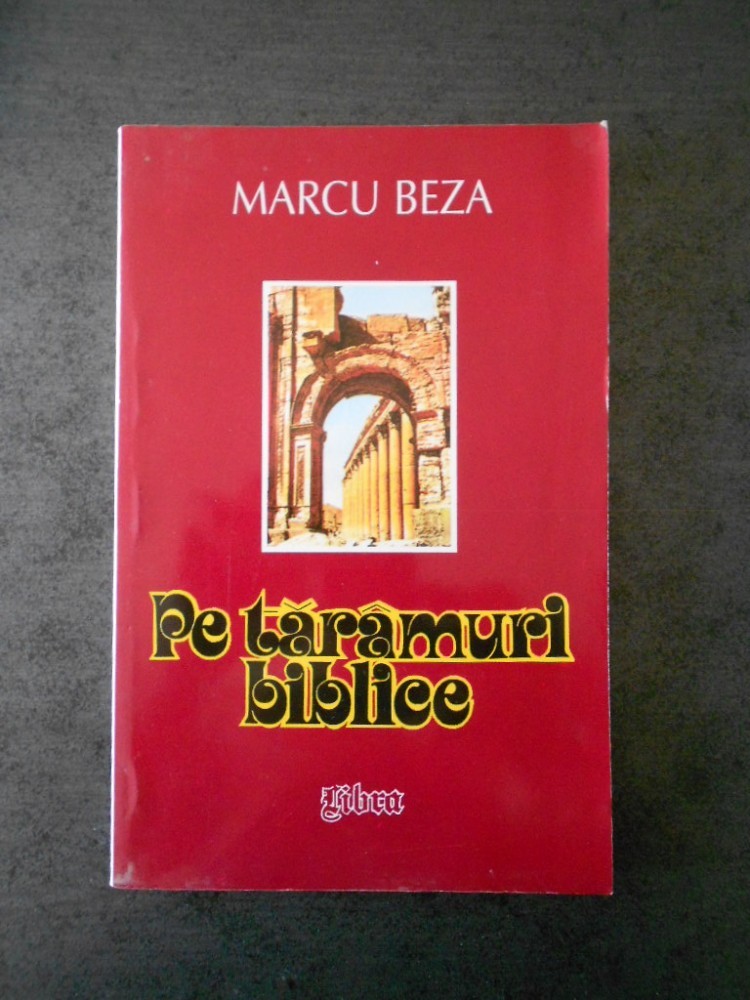 MARCU BEZA
Pe tărâmuri
biblice
Libra